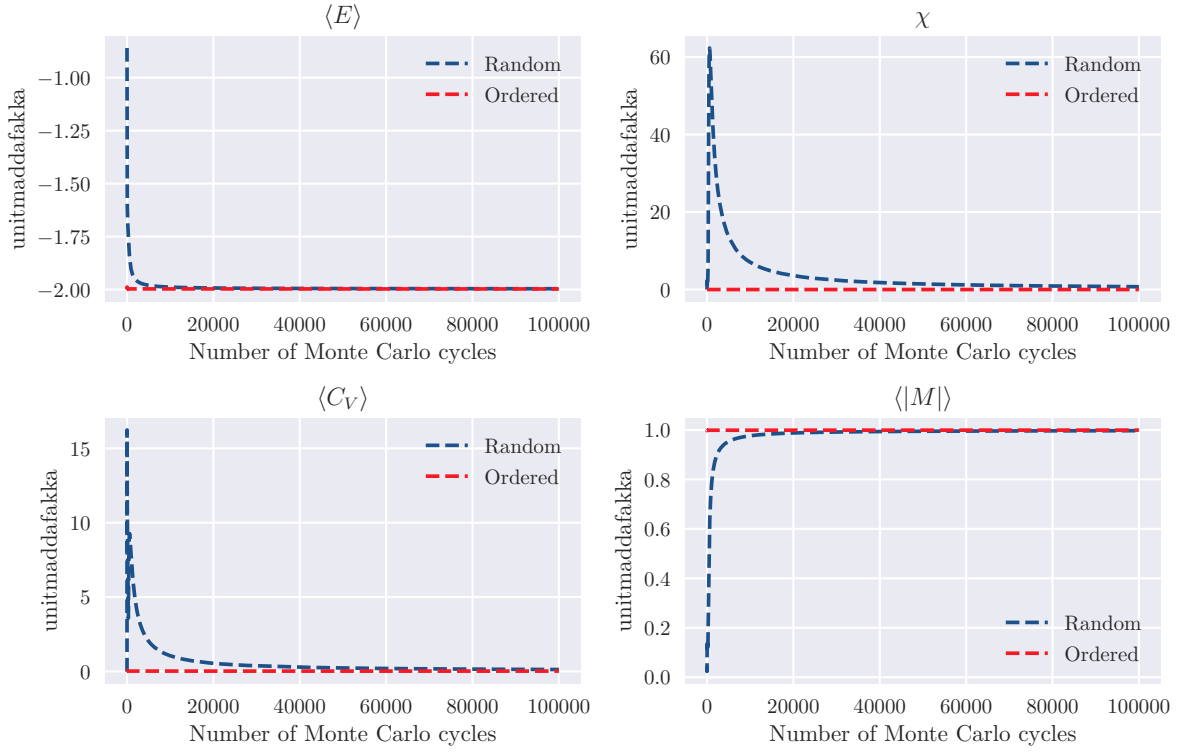 ⟨E⟩
unitmaddafakka
−1.00
−1.25
−1.50
−1.75
−2.00
Random
Ordered
0 20000 40000 60000 80000 100000
Number of Monte Carlo cycles
χ
unitmaddafakka
60
40
20
0
Random
Ordered
0 20000 40000 60000 80000 100000
Number of Monte Carlo cycles
⟨C_V⟩
unitmaddafakka
15
10
5
0
Random
Ordered
0 20000 40000 60000 80000 100000
Number of Monte Carlo cycles
⟨|M|⟩
unitmaddafakka
1.0
0.8
0.6
0.4
0.2
0.0
Random
Ordered
0 20000 40000 60000 80000 100000
Number of Monte Carlo cycles